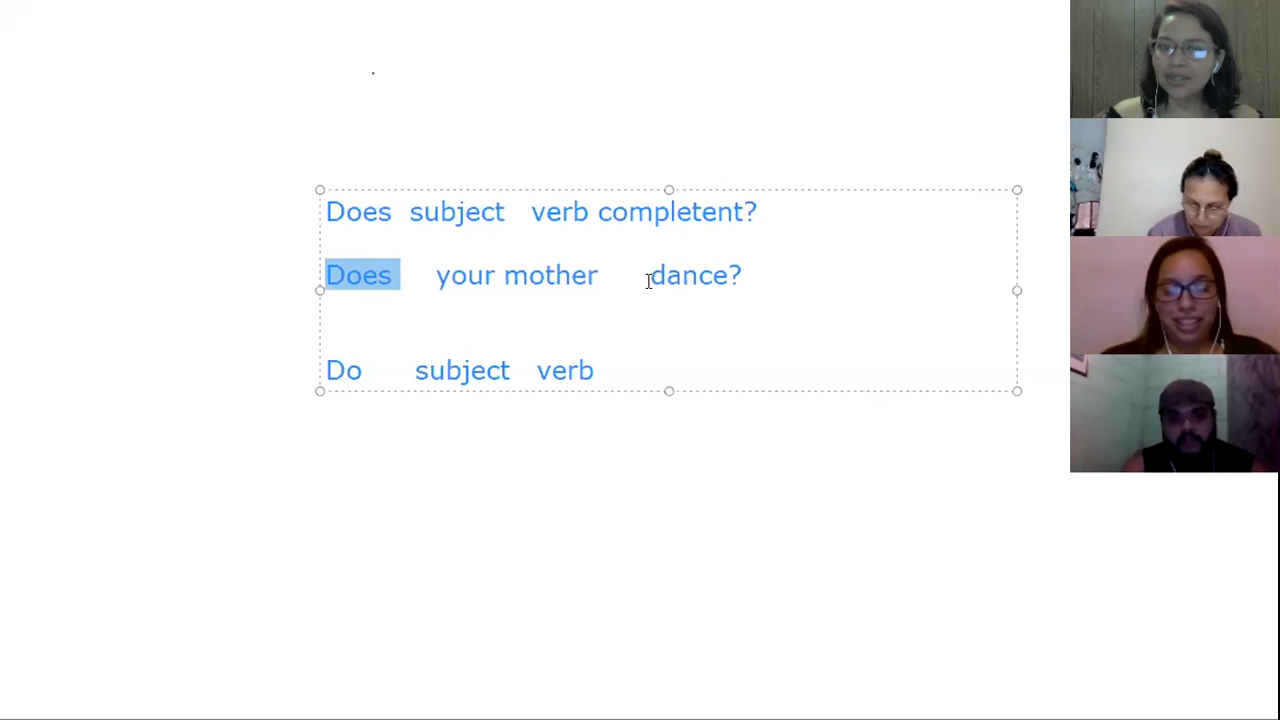 Does subject verb completent?
Does your mother dance?
Do subject verb